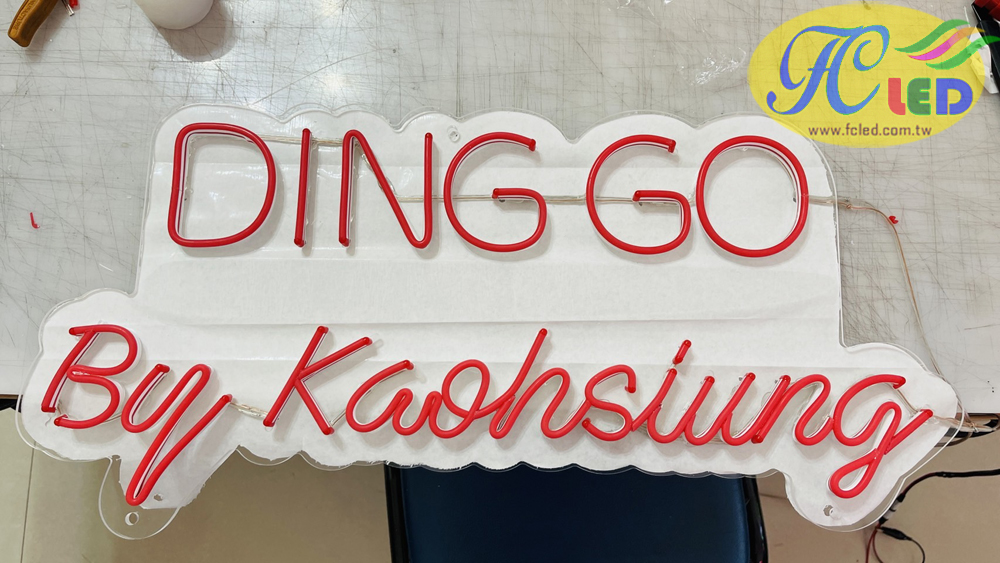 FC LED
www.fcled.com.tw
DING GO
By Kaohsiung